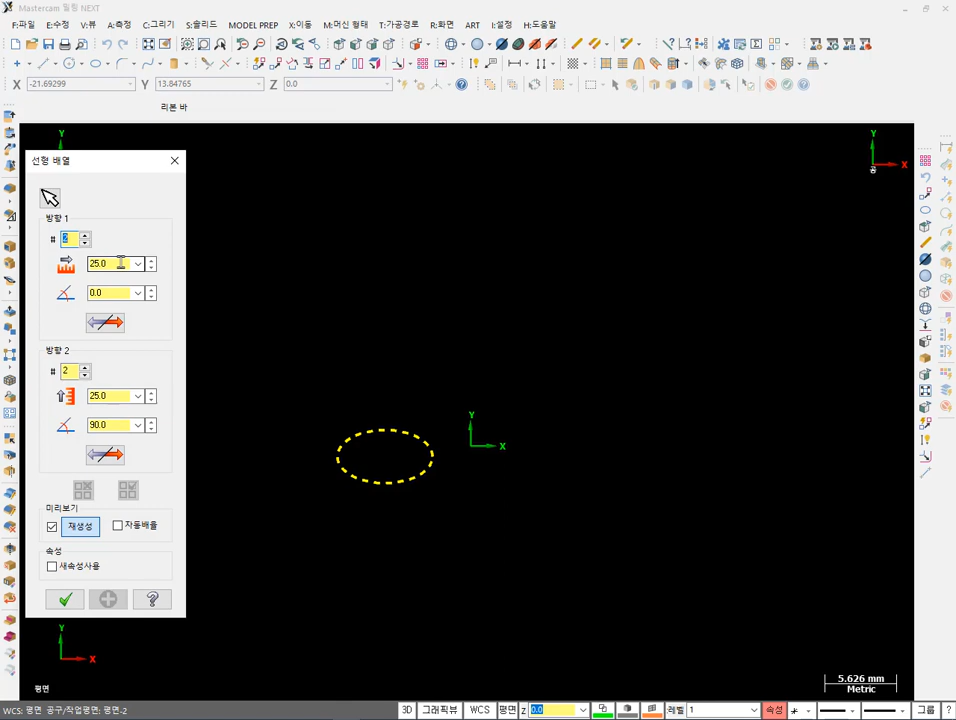 Mastercam 밀링 NEXT
F:파일 E:수정 V:뷰 A:측정 C:그리기 S:솔리드 MODEL PREP X:이동 M:머신 형태 T:가공경로 R:화면 ART I:설정 H:도움말
X -21.69299 Y 13.84765 Z 0.0
리본 바
Y
Y
X
공
선형 배열
방향 1
# 2
25.0
0.0
방향 2
# 2
25.0
90.0
미리보기
재생성 자동배율
속성
새속성사용
Y
X
Y
X
평면
5.626 mm
Metric
WCS: 평면 공구/작업평면: 평면-2 3D 그래픽뷰 WCS 평면 Z 0.0 레벨 1 속성 그룹 ?